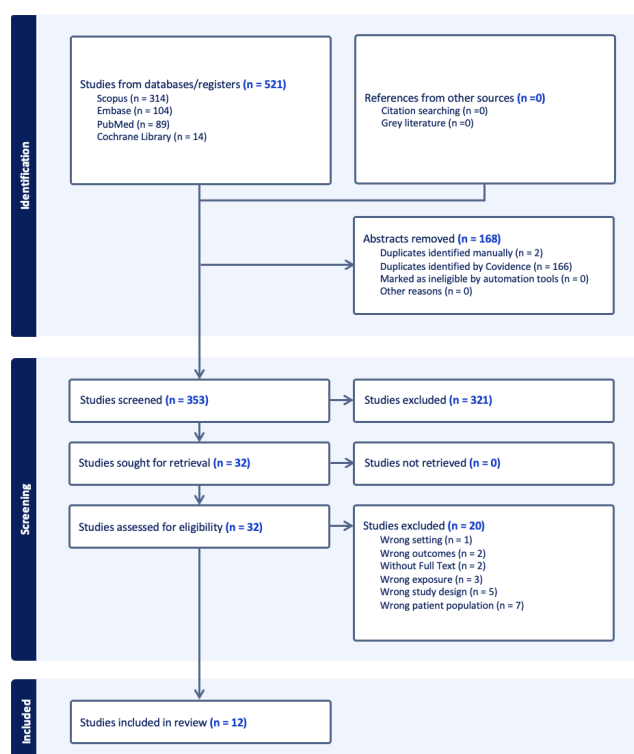 Identification
Studies from databases/registers (n = 521)
Scopus (n = 314)
Embase (n = 104)
PubMed (n = 89)
Cochrane Library (n = 14)
References from other sources (n =0)
Citation searching (n =0)
Grey literature (n =0)
Abstracts removed (n = 168)
Duplicates identified manually (n = 2)
Duplicates identified by Covidence (n = 166)
Marked as ineligible by automation tools (n = 0)
Other reasons (n = 0)
Screening
Studies screened (n = 353)
Studies excluded (n = 321)
Studies sought for retrieval (n = 32)
Studies not retrieved (n = 0)
Studies assessed for eligibility (n = 32)
Studies excluded (n = 20)
Wrong setting (n = 1)
Wrong outcomes (n = 2)
Without Full Text (n = 2)
Wrong exposure (n = 3)
Wrong study design (n = 5)
Wrong patient population (n = 7)
Included
Studies included in review (n = 12)